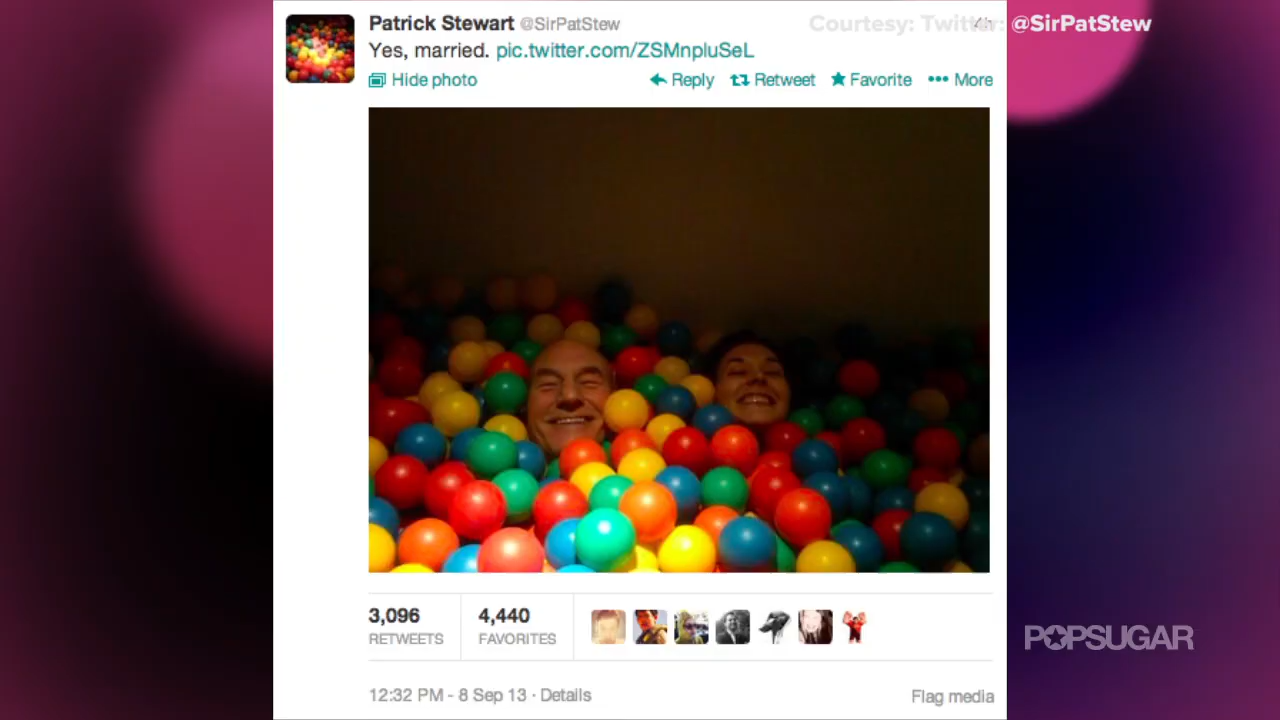 Patrick Stewart @SirPatStew
Courtesy: Twitter: @SirPatStew
Yes, married. pic.twitter.com/ZSMnpluSeL
Hide photo Reply Retweet Favorite More
3,096 4,440
RETWEETS FAVORITES
POPSUGAR
12:32 PM - 8 Sep 13 · Details
Flag media